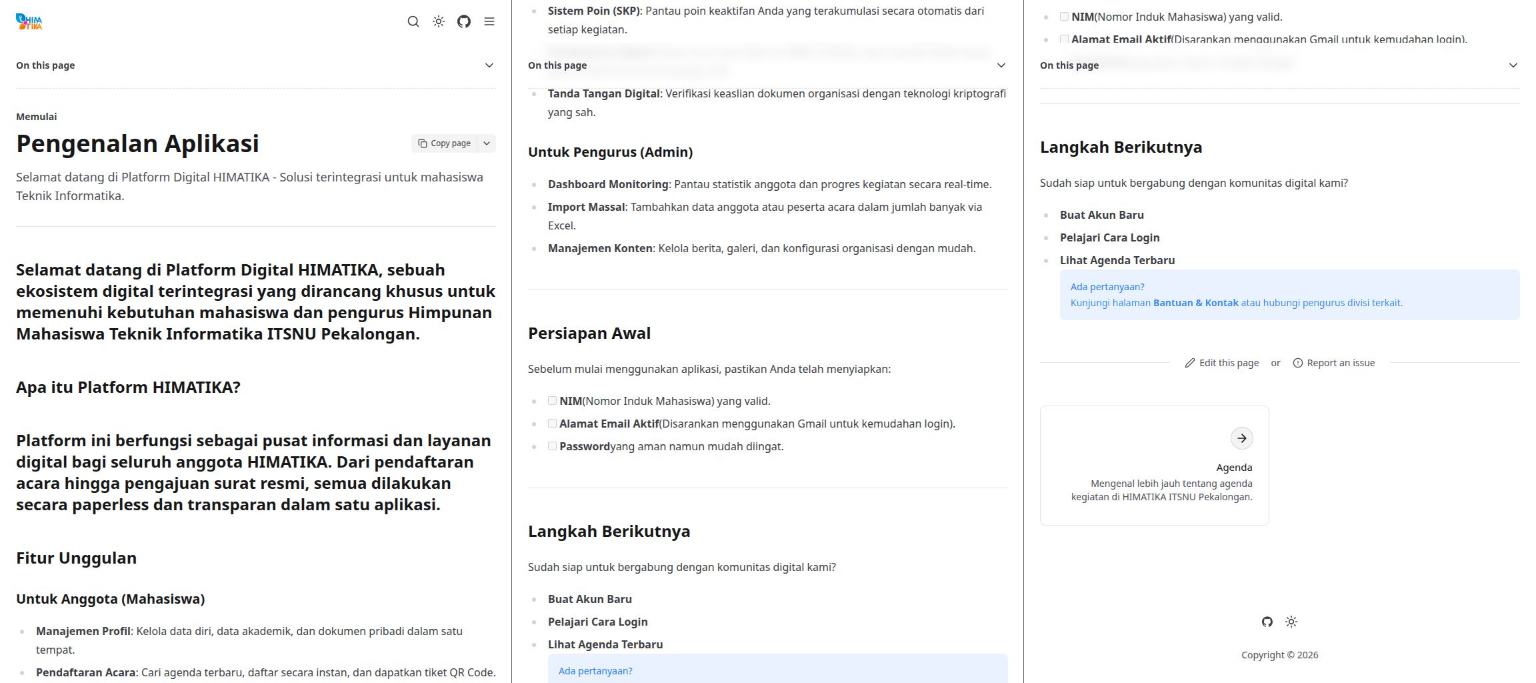 HIM
TIKA
On this page
Memulai
Pengenalan Aplikasi
Copy page
Selamat datang di Platform Digital HIMATIKA - Solusi terintegrasi untuk mahasiswa
Teknik Informatika.
Selamat datang di Platform Digital HIMATIKA, sebuah
ekosistem digital terintegrasi yang dirancang khusus untuk
memenuhi kebutuhan mahasiswa dan pengurus Himpunan
Mahasiswa Teknik Informatika ITSNU Pekalongan.
Apa itu Platform HIMATIKA?
Platform ini berfungsi sebagai pusat informasi dan layanan
digital bagi seluruh anggota HIMATIKA. Dari pendaftaran
acara hingga pengajuan surat resmi, semua dilakukan
secara paperless dan transparan dalam satu aplikasi.
Fitur Unggulan
Untuk Anggota (Mahasiswa)
Manajemen Profil: Kelola data diri, data akademik, dan dokumen pribadi dalam satu
tempat.
Pendaftaran Acara: Cari agenda terbaru, daftar secara instan, dan dapatkan tiket QR Code.
Sistem Poin (SKP): Pantau poin keaktifan Anda yang terakumulasi secara otomatis dari
setiap kegiatan.
On this page
Tanda Tangan Digital: Verifikasi keaslian dokumen organisasi dengan teknologi kriptografi
yang sah.
Untuk Pengurus (Admin)
Dashboard Monitoring: Pantau statistik anggota dan progres kegiatan secara real-time.
Import Massal: Tambahkan data anggota atau peserta acara dalam jumlah banyak via
Excel.
Manajemen Konten: Kelola berita, galeri, dan konfigurasi organisasi dengan mudah.
Persiapan Awal
Sebelum mulai menggunakan aplikasi, pastikan Anda telah menyiapkan:
NIM(Nomor Induk Mahasiswa) yang valid.
Alamat Email Aktif(Disarankan menggunakan Gmail untuk kemudahan login).
Passwordyang aman namun mudah diingat.
Langkah Berikutnya
Sudah siap untuk bergabung dengan komunitas digital kami?
Buat Akun Baru
Pelajari Cara Login
Lihat Agenda Terbaru
Ada pertanyaan?
NIM(Nomor Induk Mahasiswa) yang valid.
Alamat Email Aktif(Disarankan menggunakan Gmail untuk kemudahan login).
On this page
Langkah Berikutnya
Sudah siap untuk bergabung dengan komunitas digital kami?
Buat Akun Baru
Pelajari Cara Login
Lihat Agenda Terbaru
Ada pertanyaan?
Kunjungi halaman Bantuan & Kontak atau hubungi pengurus divisi terkait.
Edit this page or Report an issue
Agenda
Mengenal lebih jauh tentang agenda
kegiatan di HIMATIKA ITSNU Pekalongan.
Copyright © 2026